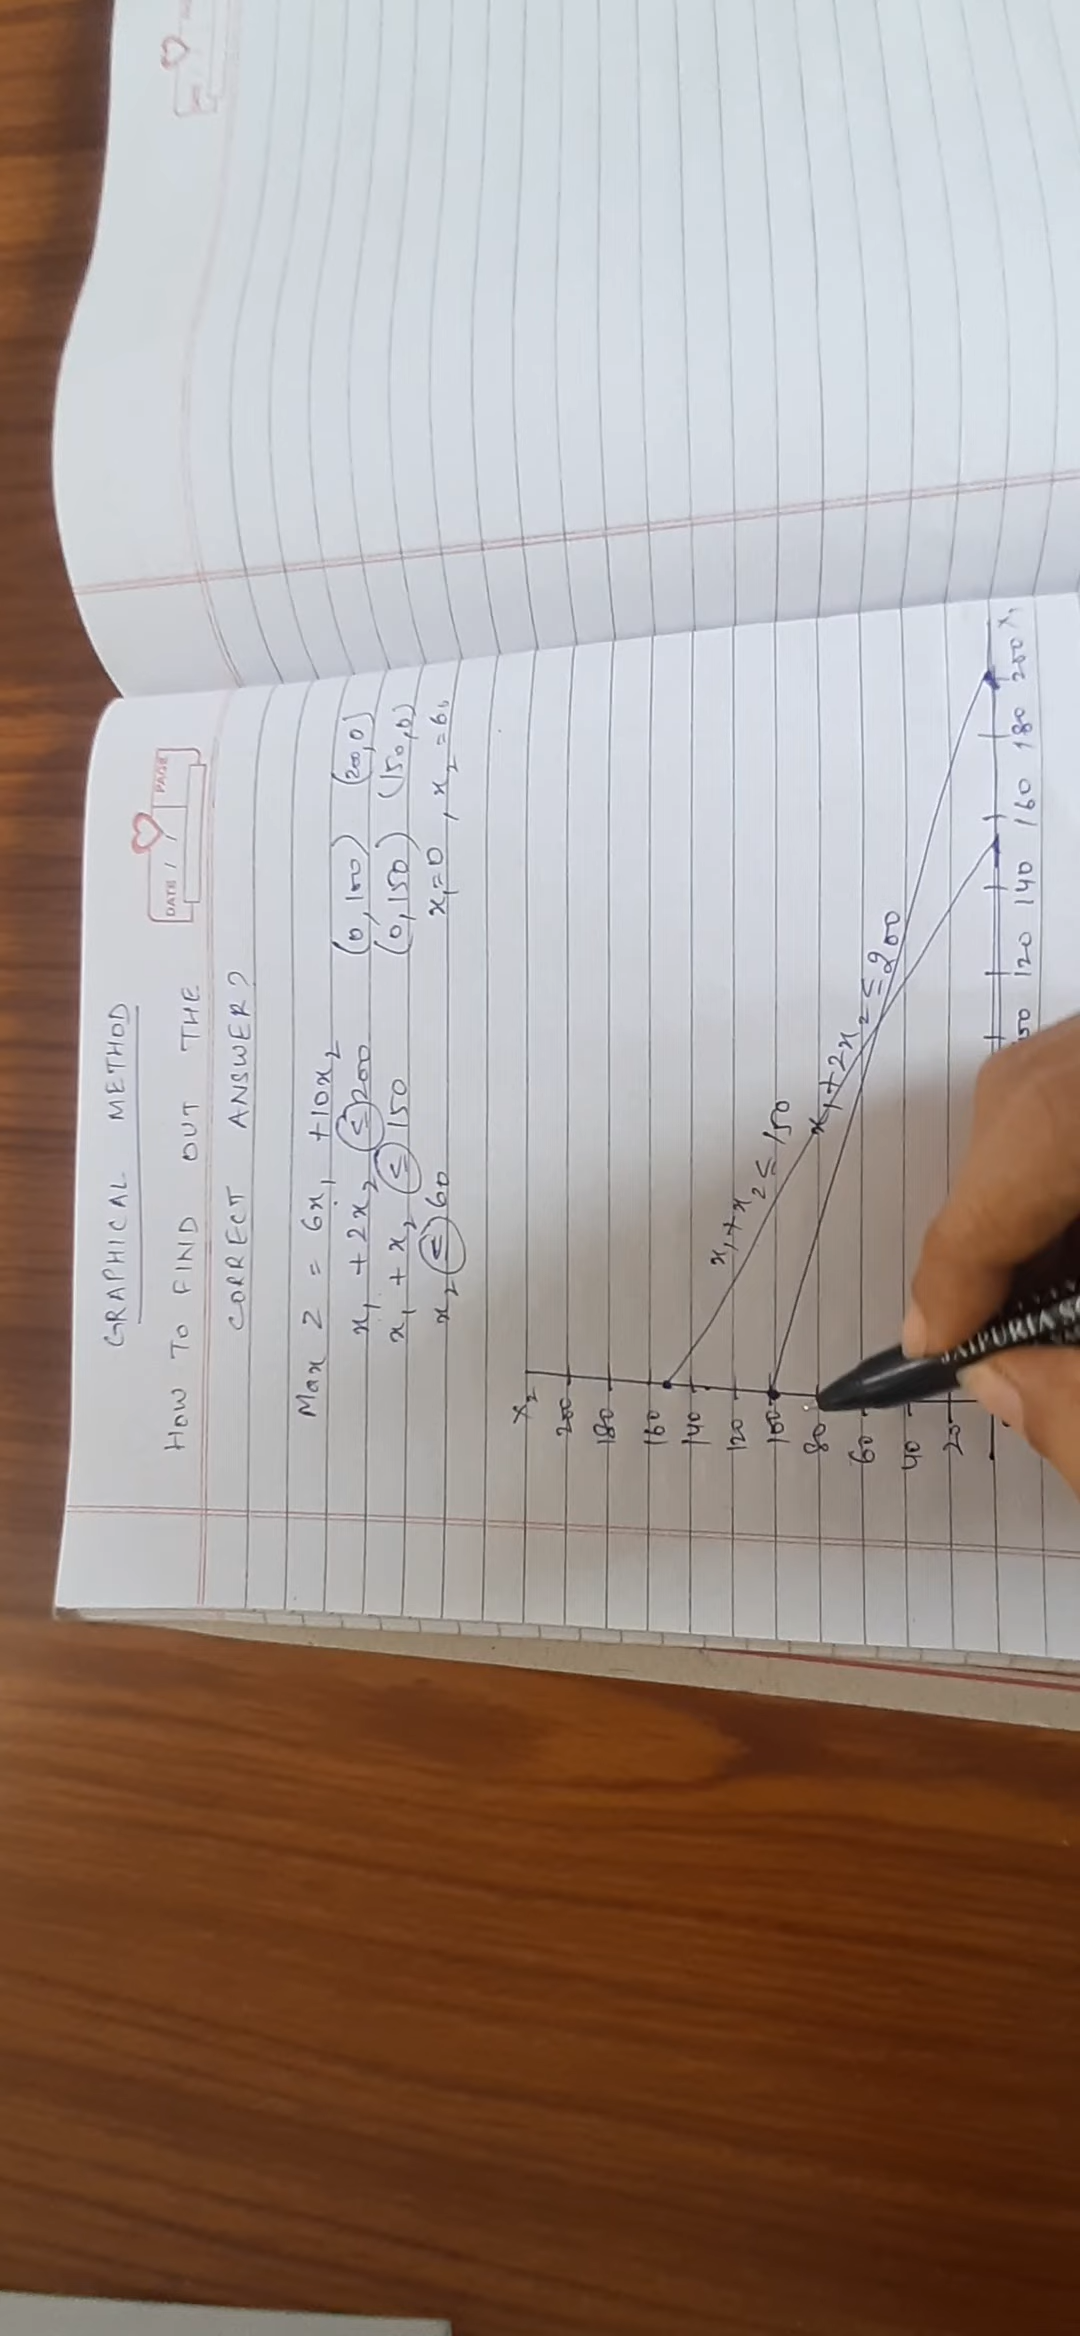 DATE / / PAGE
GRAPHICAL METHOD
HOW TO FIND OUT THE
CORRECT ANSWER?
Max Z = 6x₁ + 10x₂
x₁ + 2x₂ ≤ 200 (0,100) (200,0)
x₁ + x₂ ≤ 150 (0,150) (150,0)
x₂ ≤ 60 x₁=0, x₂=60
X₂
200
180
160
140
120
100
80
60
40
20
x₁+x₂ ≤ 150
x₁+2x₂ ≤ 200
120 140 160 180 200 X₁
JAIPURIA